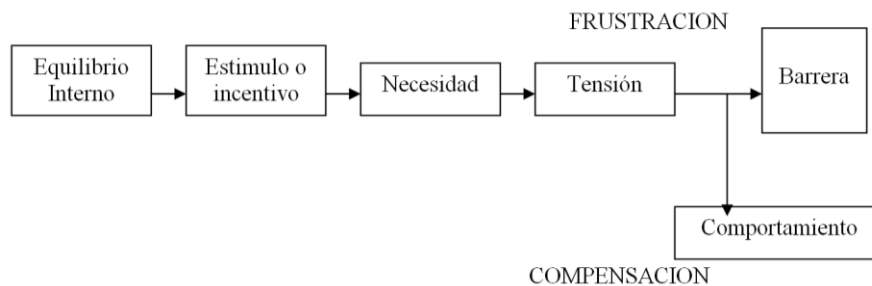 FRUSTRACION
Equilibrio
Interno
Estimulo o
incentivo
Necesidad
Tensión
Barrera
Comportamiento
COMPENSACION